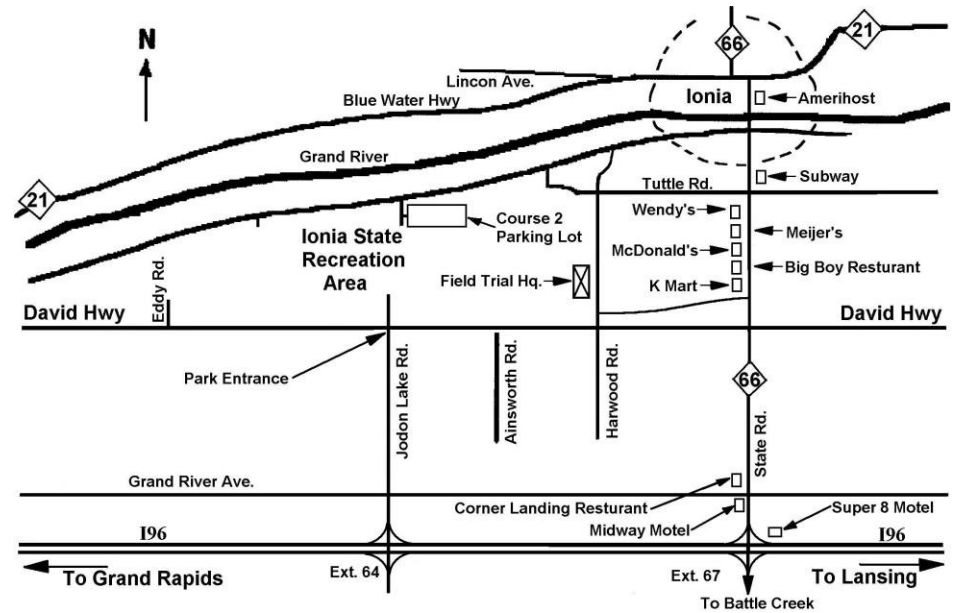 N
66
21
Lincon Ave.
Ionia
Amerihost
Blue Water Hwy
Grand River
Subway
Tuttle Rd.
21
Wendy's
Course 2
Parking Lot
Meijer's
Ionia State
Recreation
Area
McDonald's
Big Boy Resturant
Field Trial Hq.
K Mart
Eddy Rd.
David Hwy
David Hwy
Park Entrance
Jodon Lake Rd.
Ainsworth Rd.
Harwood Rd.
66
State Rd.
Grand River Ave.
Corner Landing Resturant
Super 8 Motel
Midway Motel
I96
I96
To Grand Rapids
Ext. 64
Ext. 67
To Lansing
To Battle Creek